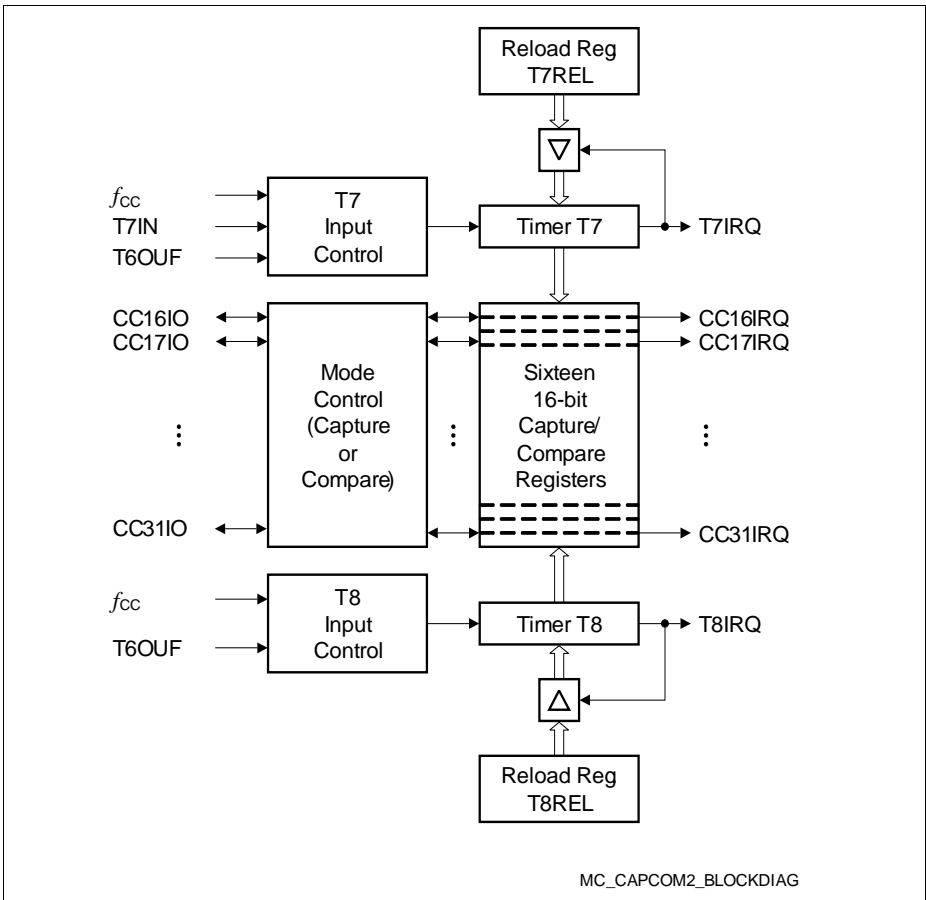 Reload Reg
T7REL
fCC
T7IN
T6OUF
T7
Input
Control
Timer T7
T7IRQ
CC16IO
CC17IO
CC31IO
Mode
Control
(Capture
or
Compare)
Sixteen
16-bit
Capture/
Compare
Registers
CC16IRQ
CC17IRQ
CC31IRQ
fCC
T6OUF
T8
Input
Control
Timer T8
T8IRQ
Reload Reg
T8REL
MC_CAPCOM2_BLOCKDIAG